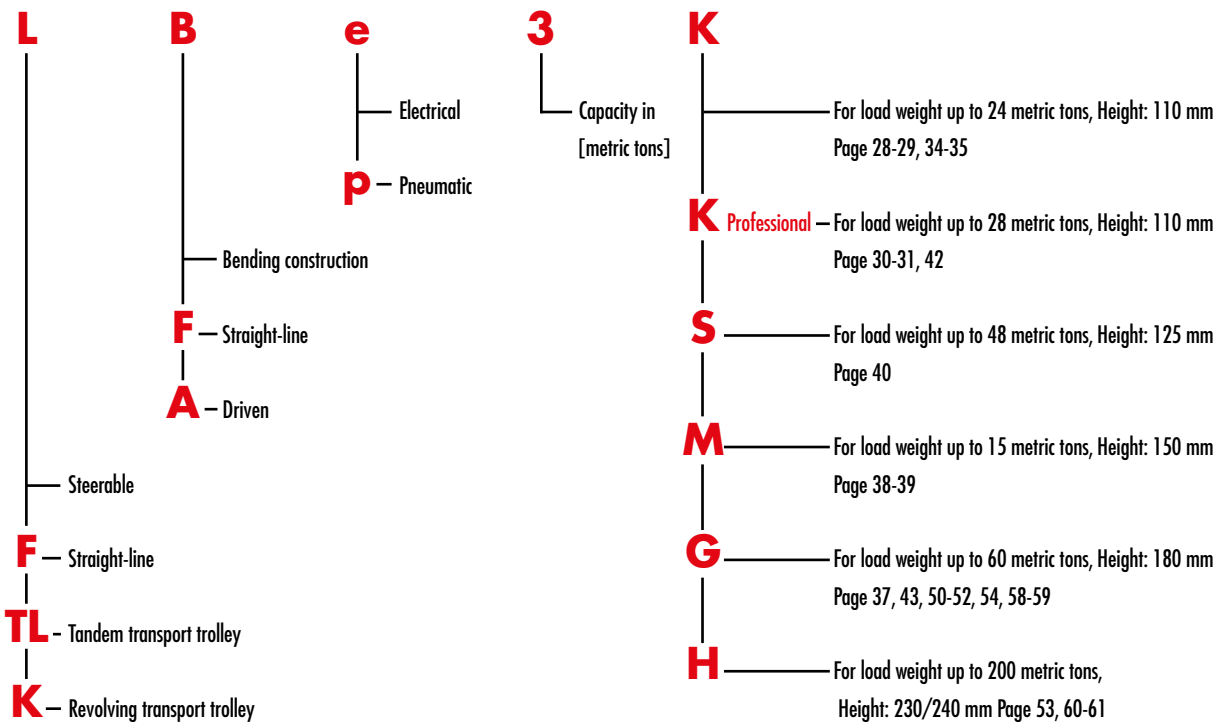 L B e 3 K
Electrical
Capacity in
[metric tons]
For load weight up to 24 metric tons, Height: 110 mm
Page 28-29, 34-35
p Pneumatic
K Professional For load weight up to 28 metric tons, Height: 110 mm
Page 30-31, 42
Bending construction
F Straight-line
S For load weight up to 48 metric tons, Height: 125 mm
Page 40
A Driven
M For load weight up to 15 metric tons, Height: 150 mm
Page 38-39
Steerable
F Straight-line
G For load weight up to 60 metric tons, Height: 180 mm
Page 37, 43, 50-52, 54, 58-59
TL Tandem transport trolley
H For load weight up to 200 metric tons,
Height: 230/240 mm Page 53, 60-61
K Revolving transport trolley